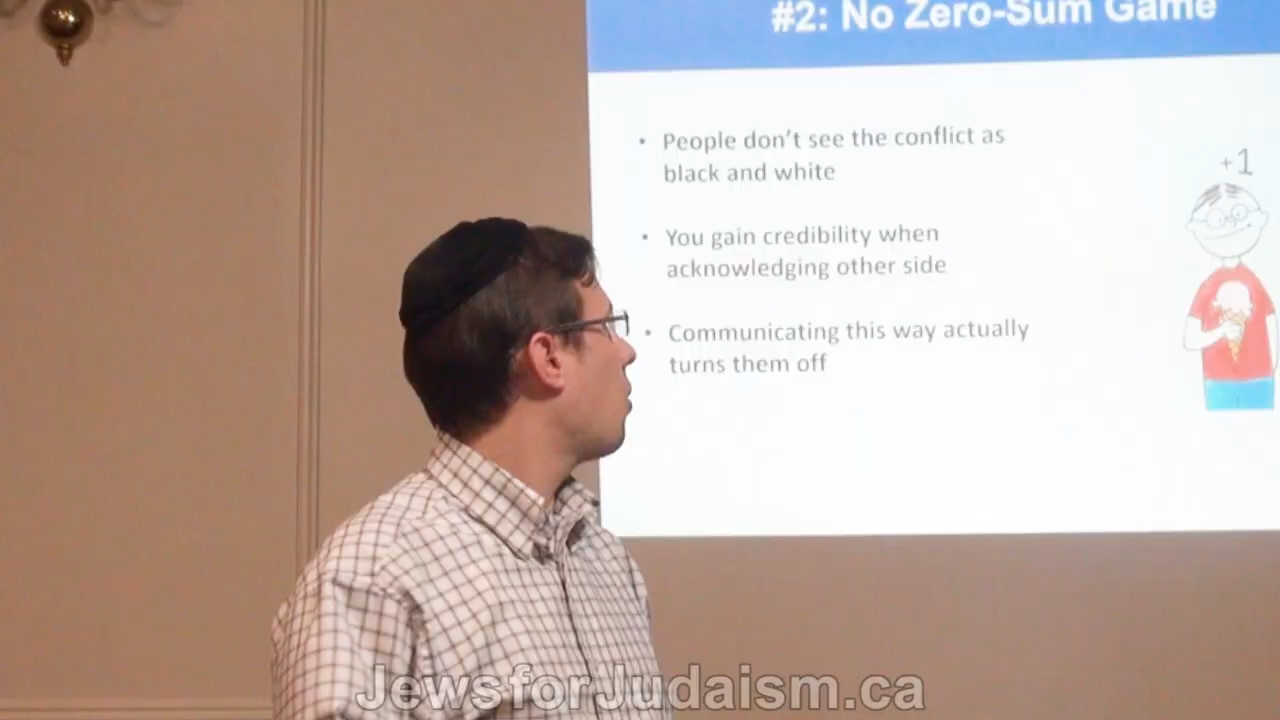 #2: No Zero-Sum Game
• People don't see the conflict as
black and white
• You gain credibility when
acknowledging other side
• Communicating this way actually
turns them off
+1
JewsforJudaism.ca